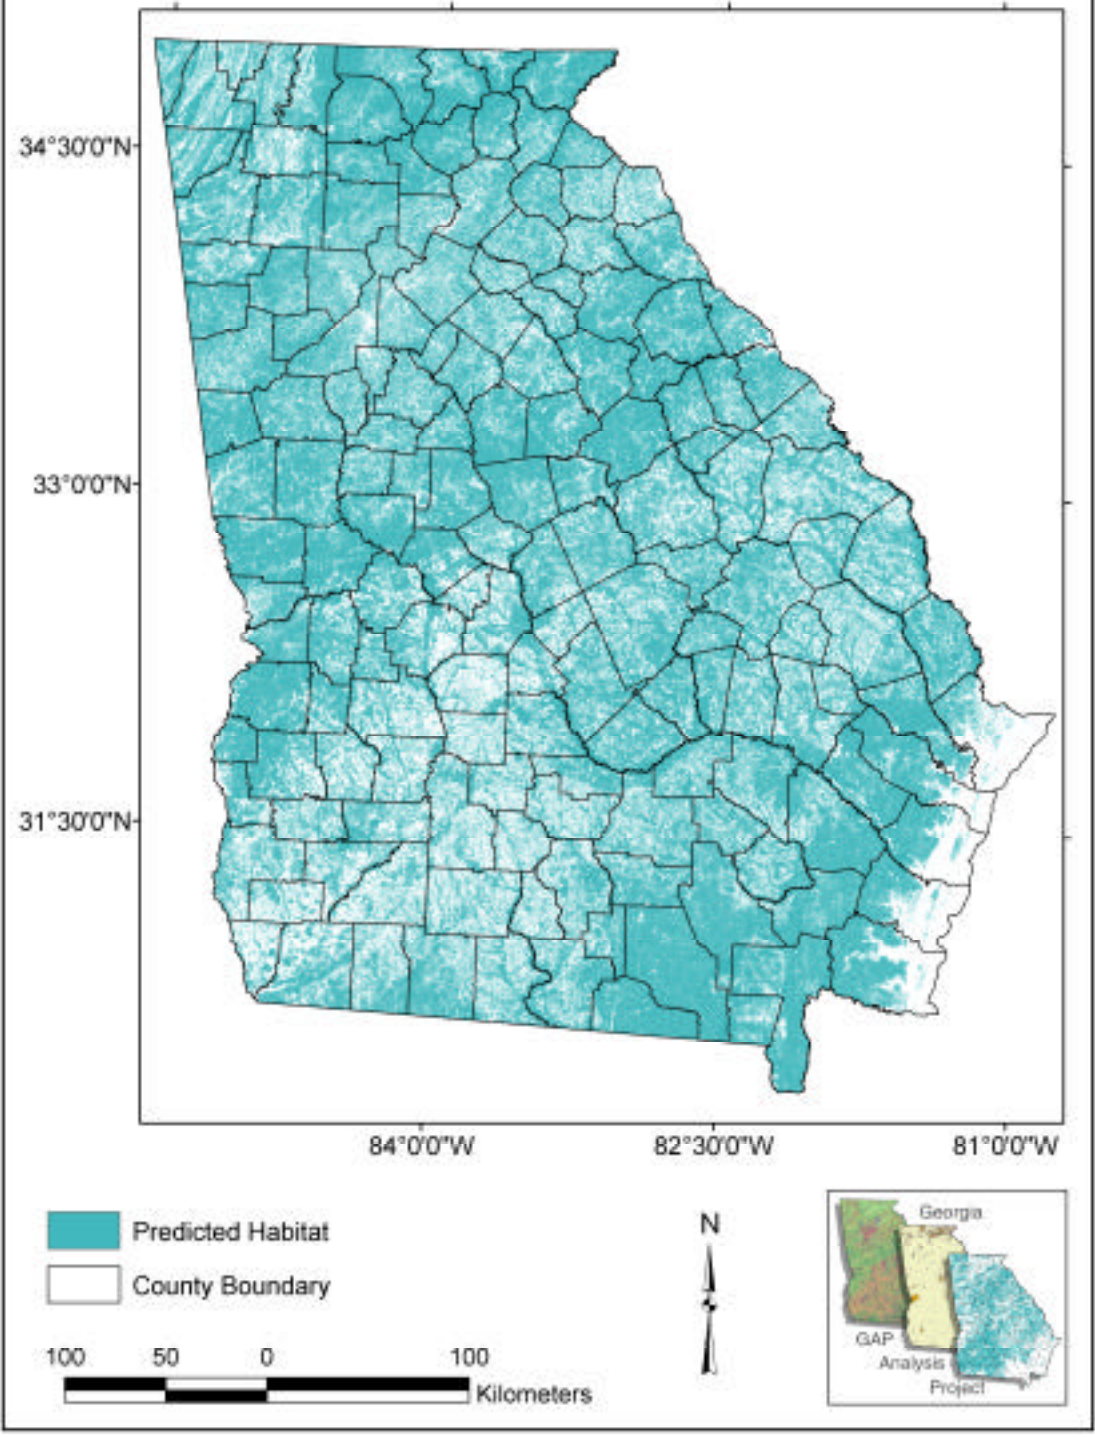 34°30'0"N
33°0'0"N
31°30'0"N
84°0'0"W 82°30'0"W 81°0'0"W
Predicted Habitat
County Boundary
100 50 0 100
Kilometers
N
Georgia
GAP
Analysis
Project